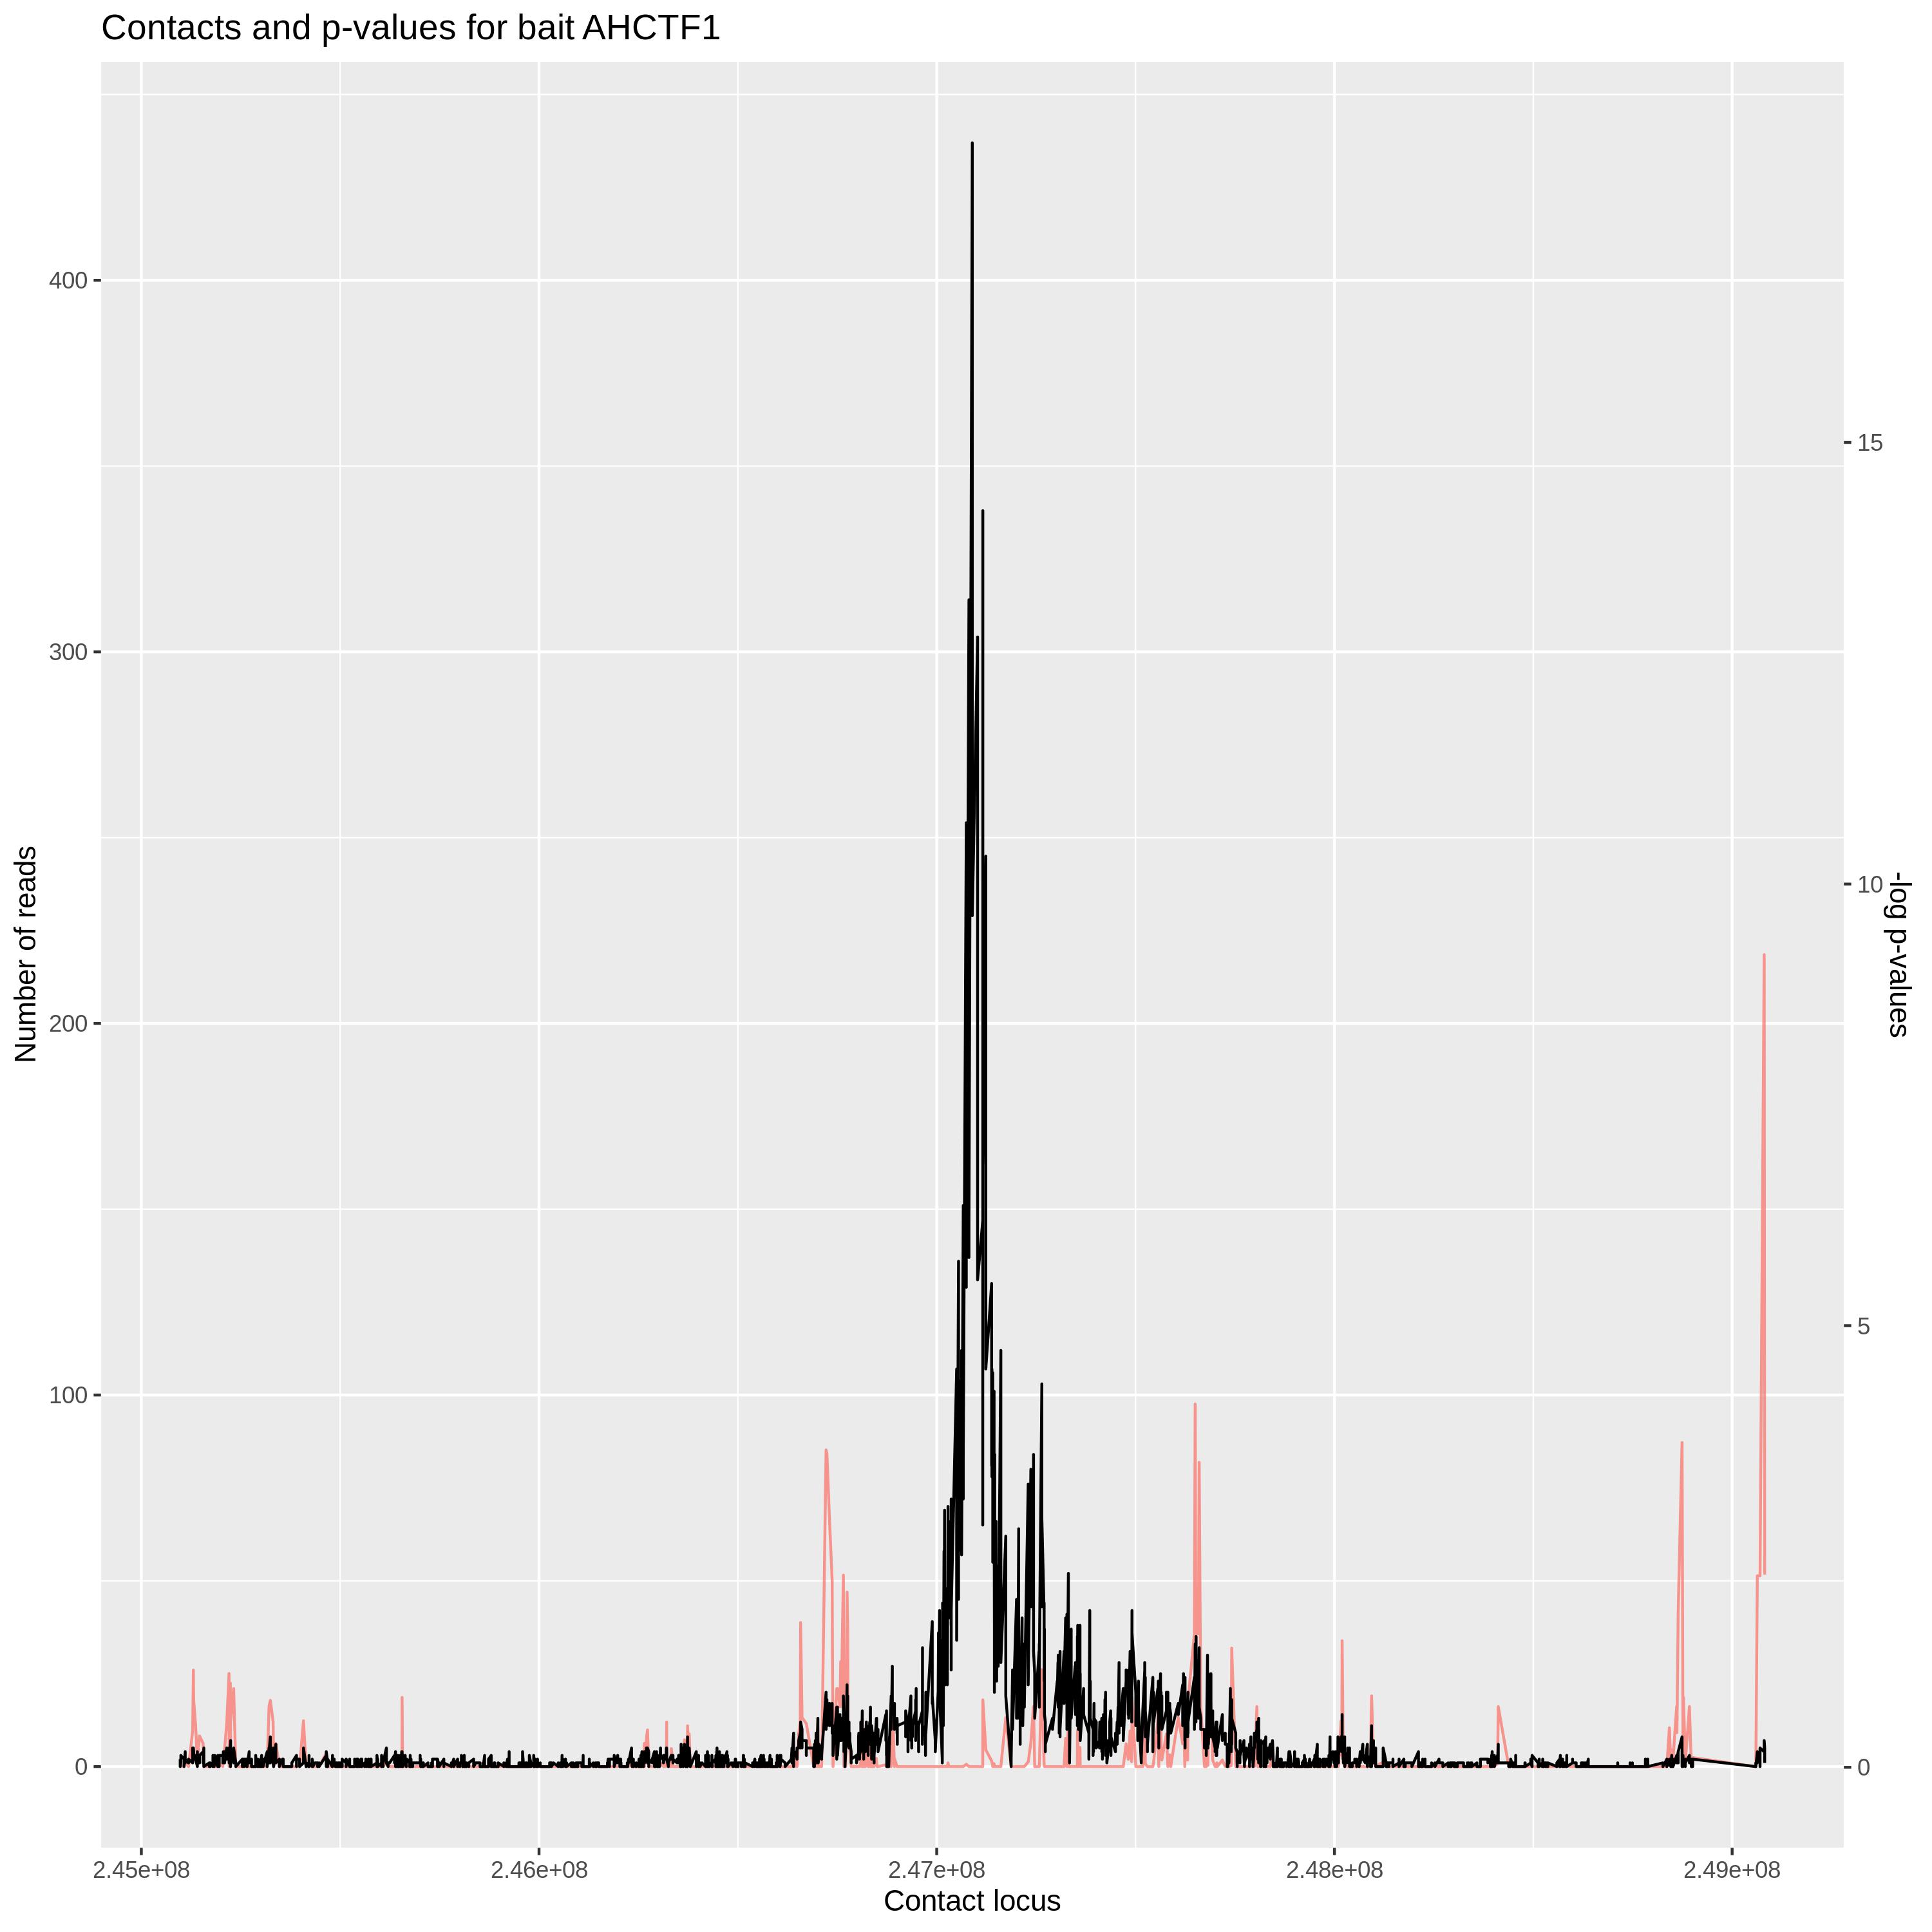 Contacts and p-values for bait AHCTF1
400
300
200
100
0
Number of reads
15
10
5
0
-log p-values
2.45e+08
2.46e+08
2.47e+08
2.48e+08
2.49e+08
Contact locus